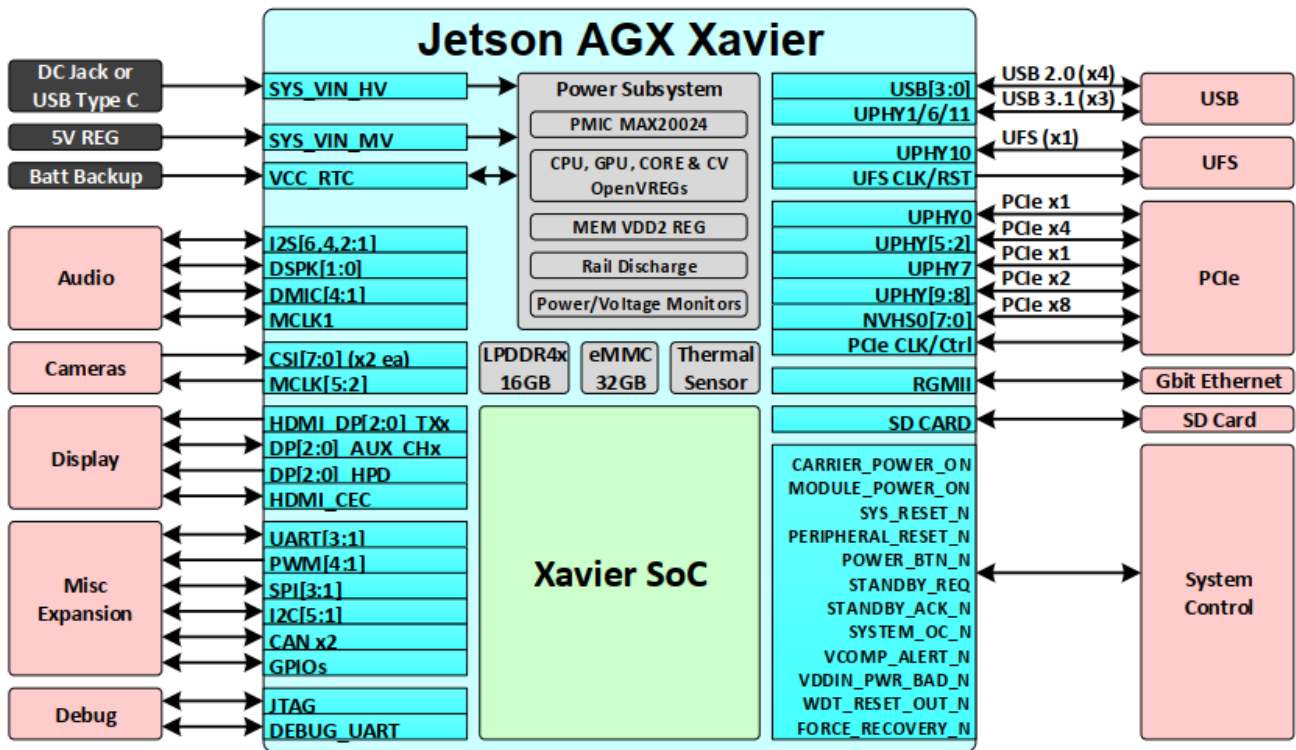 Jetson AGX Xavier
DC Jack or
USB Type C
5V REG
Batt Backup
SYS_VIN_HV
SYS_VIN_MV
VCC_RTC
Power Subsystem
PMIC MAX20024
CPU, GPU, CORE & CV
OpenVREGs
MEM VDD2 REG
Rail Discharge
Power/Voltage Monitors
Audio
I2S[6,4,2:1]
DSPK[1:0]
DMIC[4:1]
MCLK1
Cameras
CSI[7:0] (x2 ea)
MCLK[5:2]
Display
HDMI_DP[2:0]_TXx
DP[2:0]_AUX_CHx
DP[2:0]_HPD
HDMI_CEC
Misc
Expansion
UART[3:1]
PWM[4:1]
SPI[3:1]
I2C[5:1]
CAN x2
GPIOs
Debug
JTAG
DEBUG_UART
LPDDR4x
16GB
eMMC
32GB
Thermal
Sensor
Xavier SoC
USB[3:0]
UPHY1/6/11
USB 2.0 (x4)
USB 3.1 (x3)
USB
UPHY10
UFS CLK/RST
UFS (x1)
UFS
UPHY0
UPHY[5:2]
UPHY7
UPHY[9:8]
NVHS0[7:0]
PCIe CLK/Ctrl
PCIe x1
PCIe x4
PCIe x1
PCIe x2
PCIe x8
PCIe
RGMII
Gbit Ethernet
SD CARD
SD Card
CARRIER_POWER_ON
MODULE_POWER_ON
SYS_RESET_N
PERIPHERAL_RESET_N
POWER_BTN_N
STANDBY_REQ
STANDBY_ACK_N
SYSTEM_OC_N
VCOMP_ALERT_N
VDDIN_PWR_BAD_N
WDT_RESET_OUT_N
FORCE_RECOVERY_N
System
Control